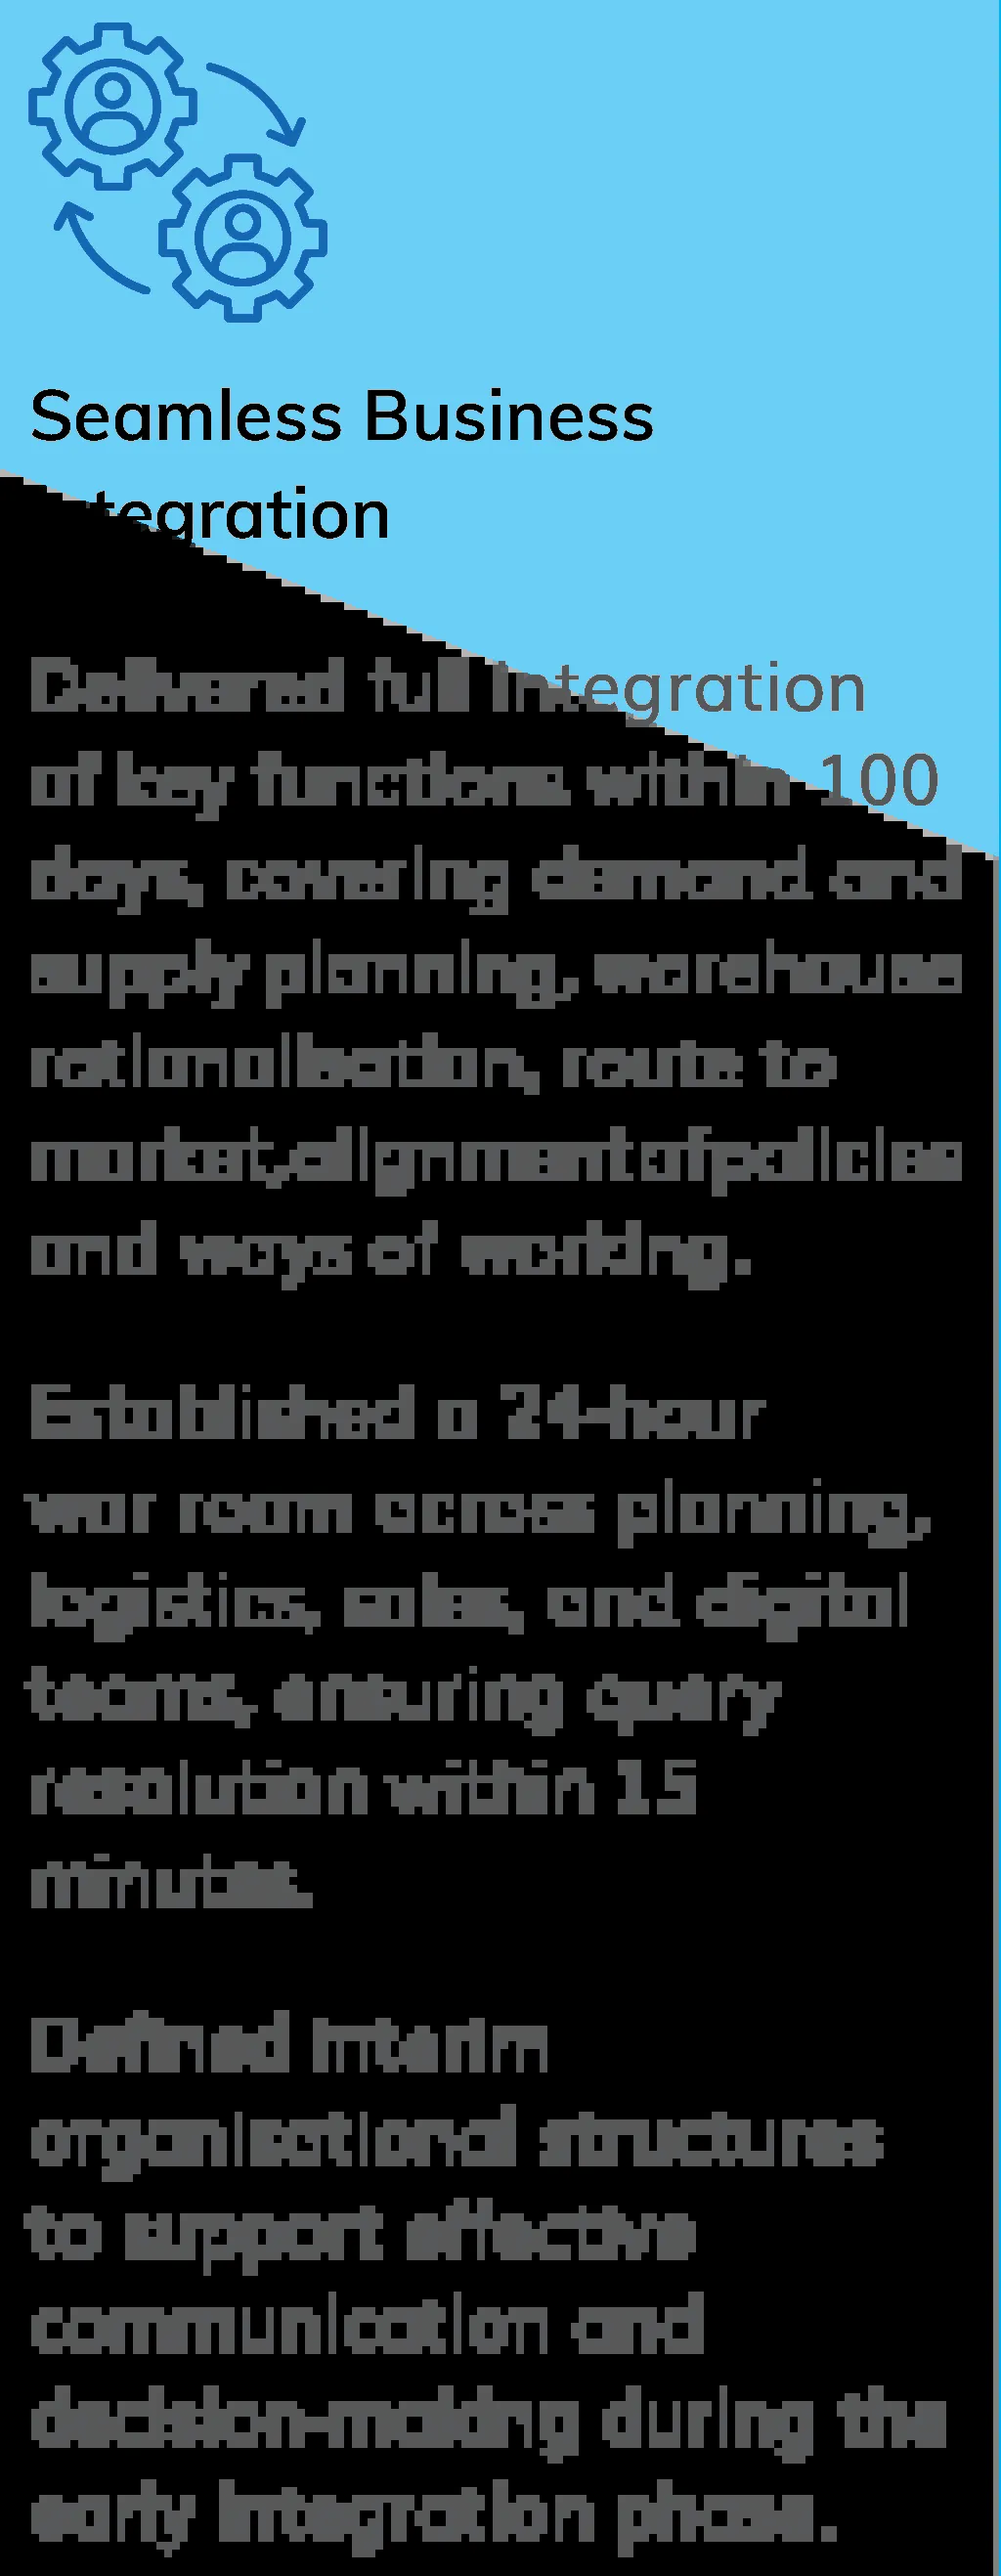 Seamless Business
Integration
Delivered full integration
of key functions within 100
days, covering demand and
supply planning, warehouse
rationalisation, route to
market, alignment of policies
and ways of working.
Established a 24-hour
war room across planning,
logistics, sales, and digital
teams, ensuring query
resolution within 15
minutes.
Defined interim
organisational structures
to support effective
communication and
decision-making during the
early integration phase.